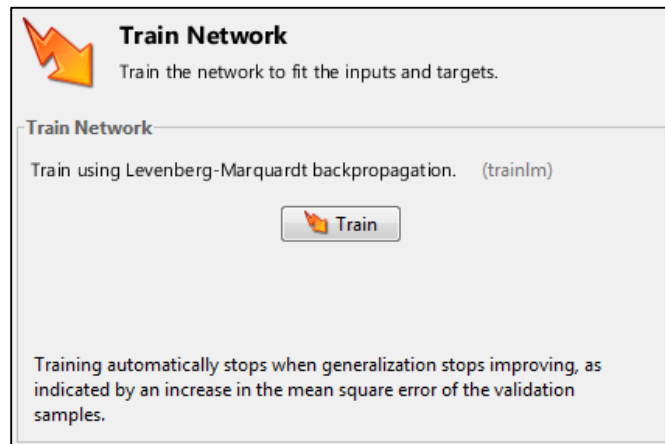 Train Network
Train the network to fit the inputs and targets.
Train Network
Train using Levenberg-Marquardt backpropagation. (trainlm)
Train
Training automatically stops when generalization stops improving, as
indicated by an increase in the mean square error of the validation
samples.